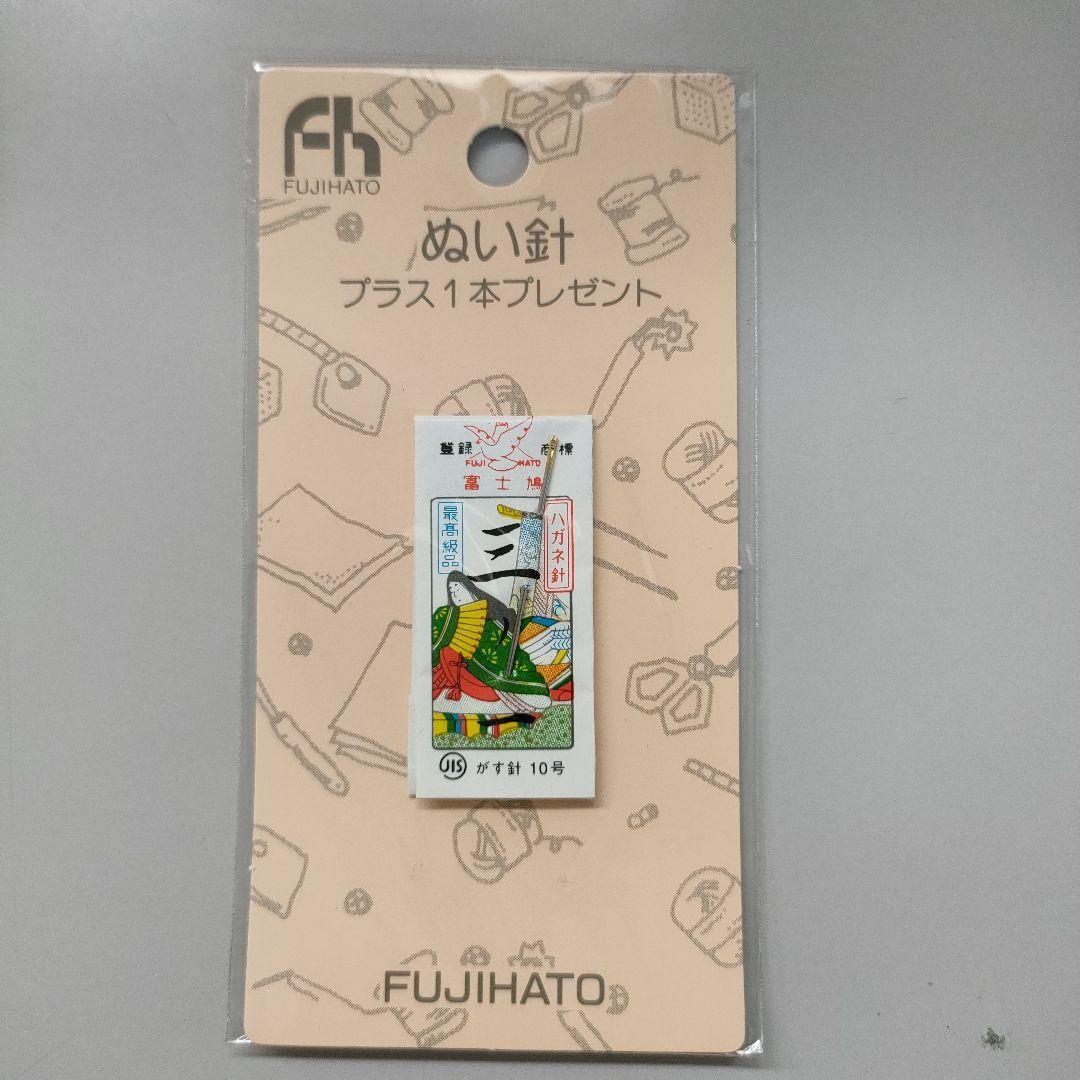 Fh
FUJIHATO
ぬい針
プラス1本プレゼント
登録 商標
FUJI HATO
富士鳩
最高級品
ハガネ針
三
一
JIS がす針 10号
FUJIHATO